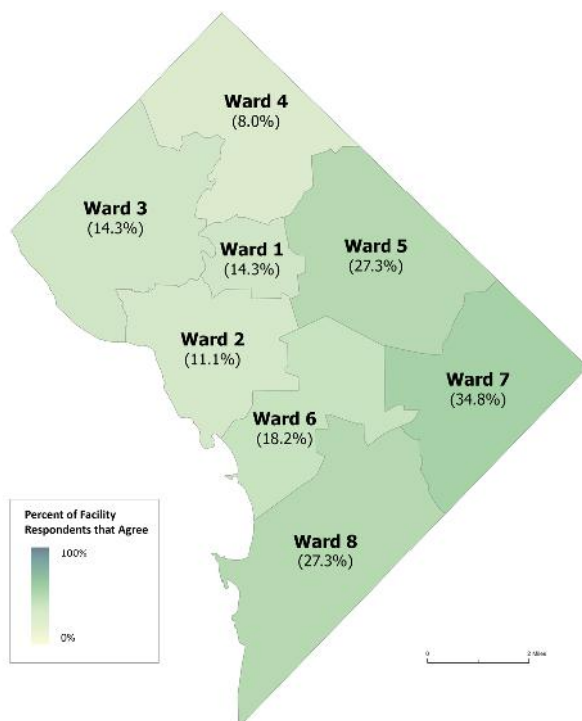 Ward 4
(8.0%)
Ward 3
(14.3%)
Ward 1
(14.3%)
Ward 5
(27.3%)
Ward 2
(11.1%)
Ward 7
(34.8%)
Ward 6
(18.2%)
Ward 8
(27.3%)
Percent of Facility
Respondents that Agree
100%
0%
0
2 Miles